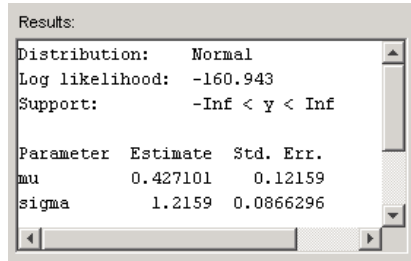 Results:
Distribution: Normal
Log likelihood: -160.943
Support: -Inf < y < Inf
Parameter Estimate Std. Err.
mu 0.427101 0.12159
sigma 1.2159 0.0866296